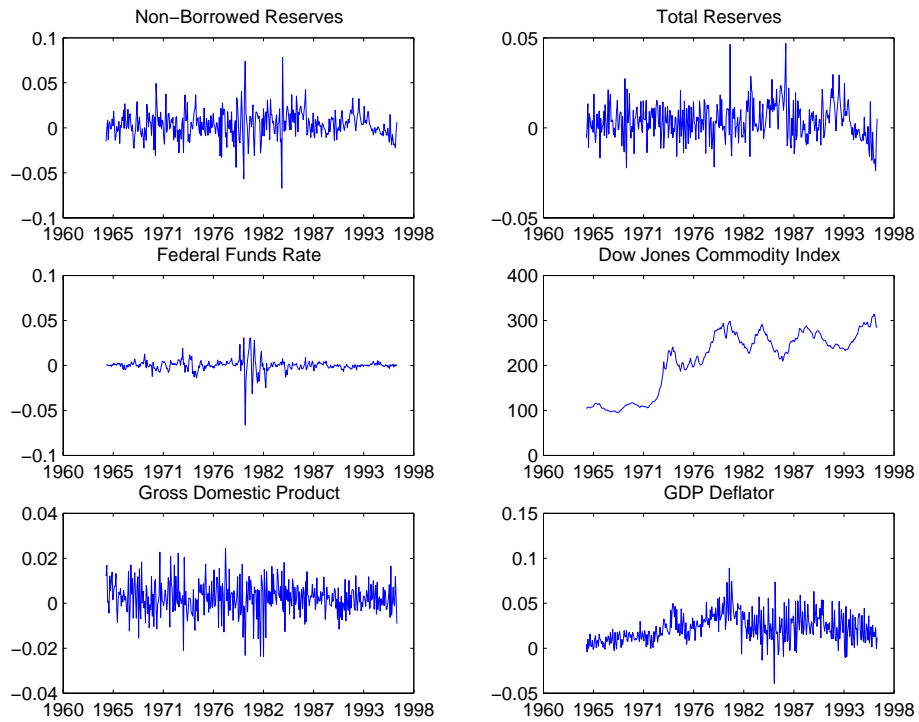 Non−Borrowed Reserves
0.1
0.05
0
−0.05
−0.1
1960 1965 1971 1976 1982 1987 1993 1998
Total Reserves
0.05
0
−0.05
1960 1965 1971 1976 1982 1987 1993 1998
Federal Funds Rate
0.1
0.05
0
−0.05
−0.1
1960 1965 1971 1976 1982 1987 1993 1998
Dow Jones Commodity Index
400
300
200
100
0
1960 1965 1971 1976 1982 1987 1993 1998
Gross Domestic Product
0.04
0.02
0
−0.02
−0.04
1960 1965 1971 1976 1982 1987 1993 1998
GDP Deflator
0.15
0.1
0.05
0
−0.05
1960 1965 1971 1976 1982 1987 1993 1998